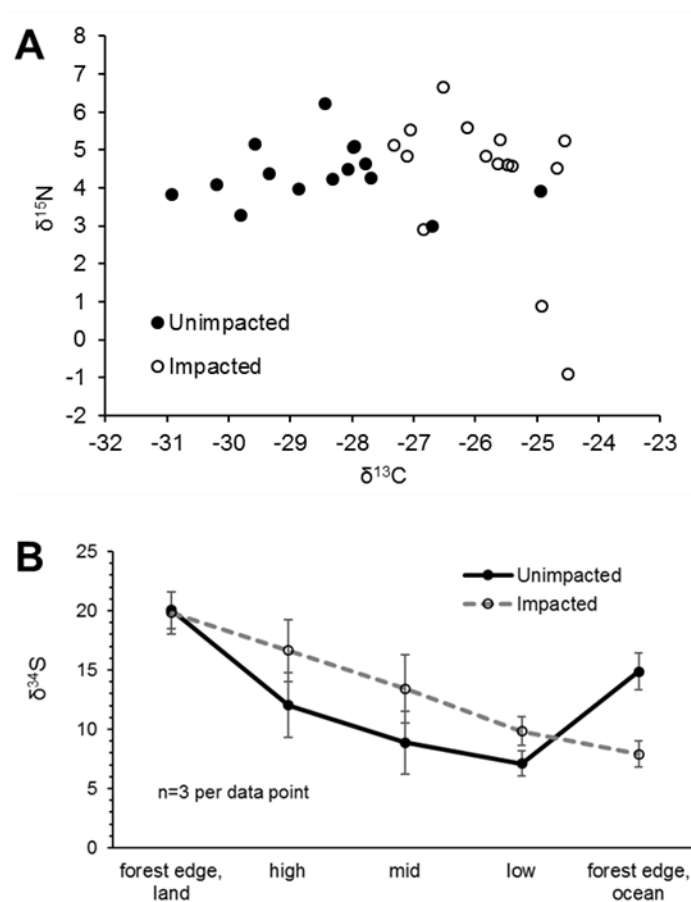 A
8
7
6
5
4
3
2
1
0
-1
-2
δ¹⁵N
Unimpacted
Impacted
-32 -31 -30 -29 -28 -27 -26 -25 -24 -23
δ¹³C
B
25
20
15
10
5
0
δ³⁴S
Unimpacted
Impacted
n=3 per data point
forest edge, high mid low forest edge,
land ocean